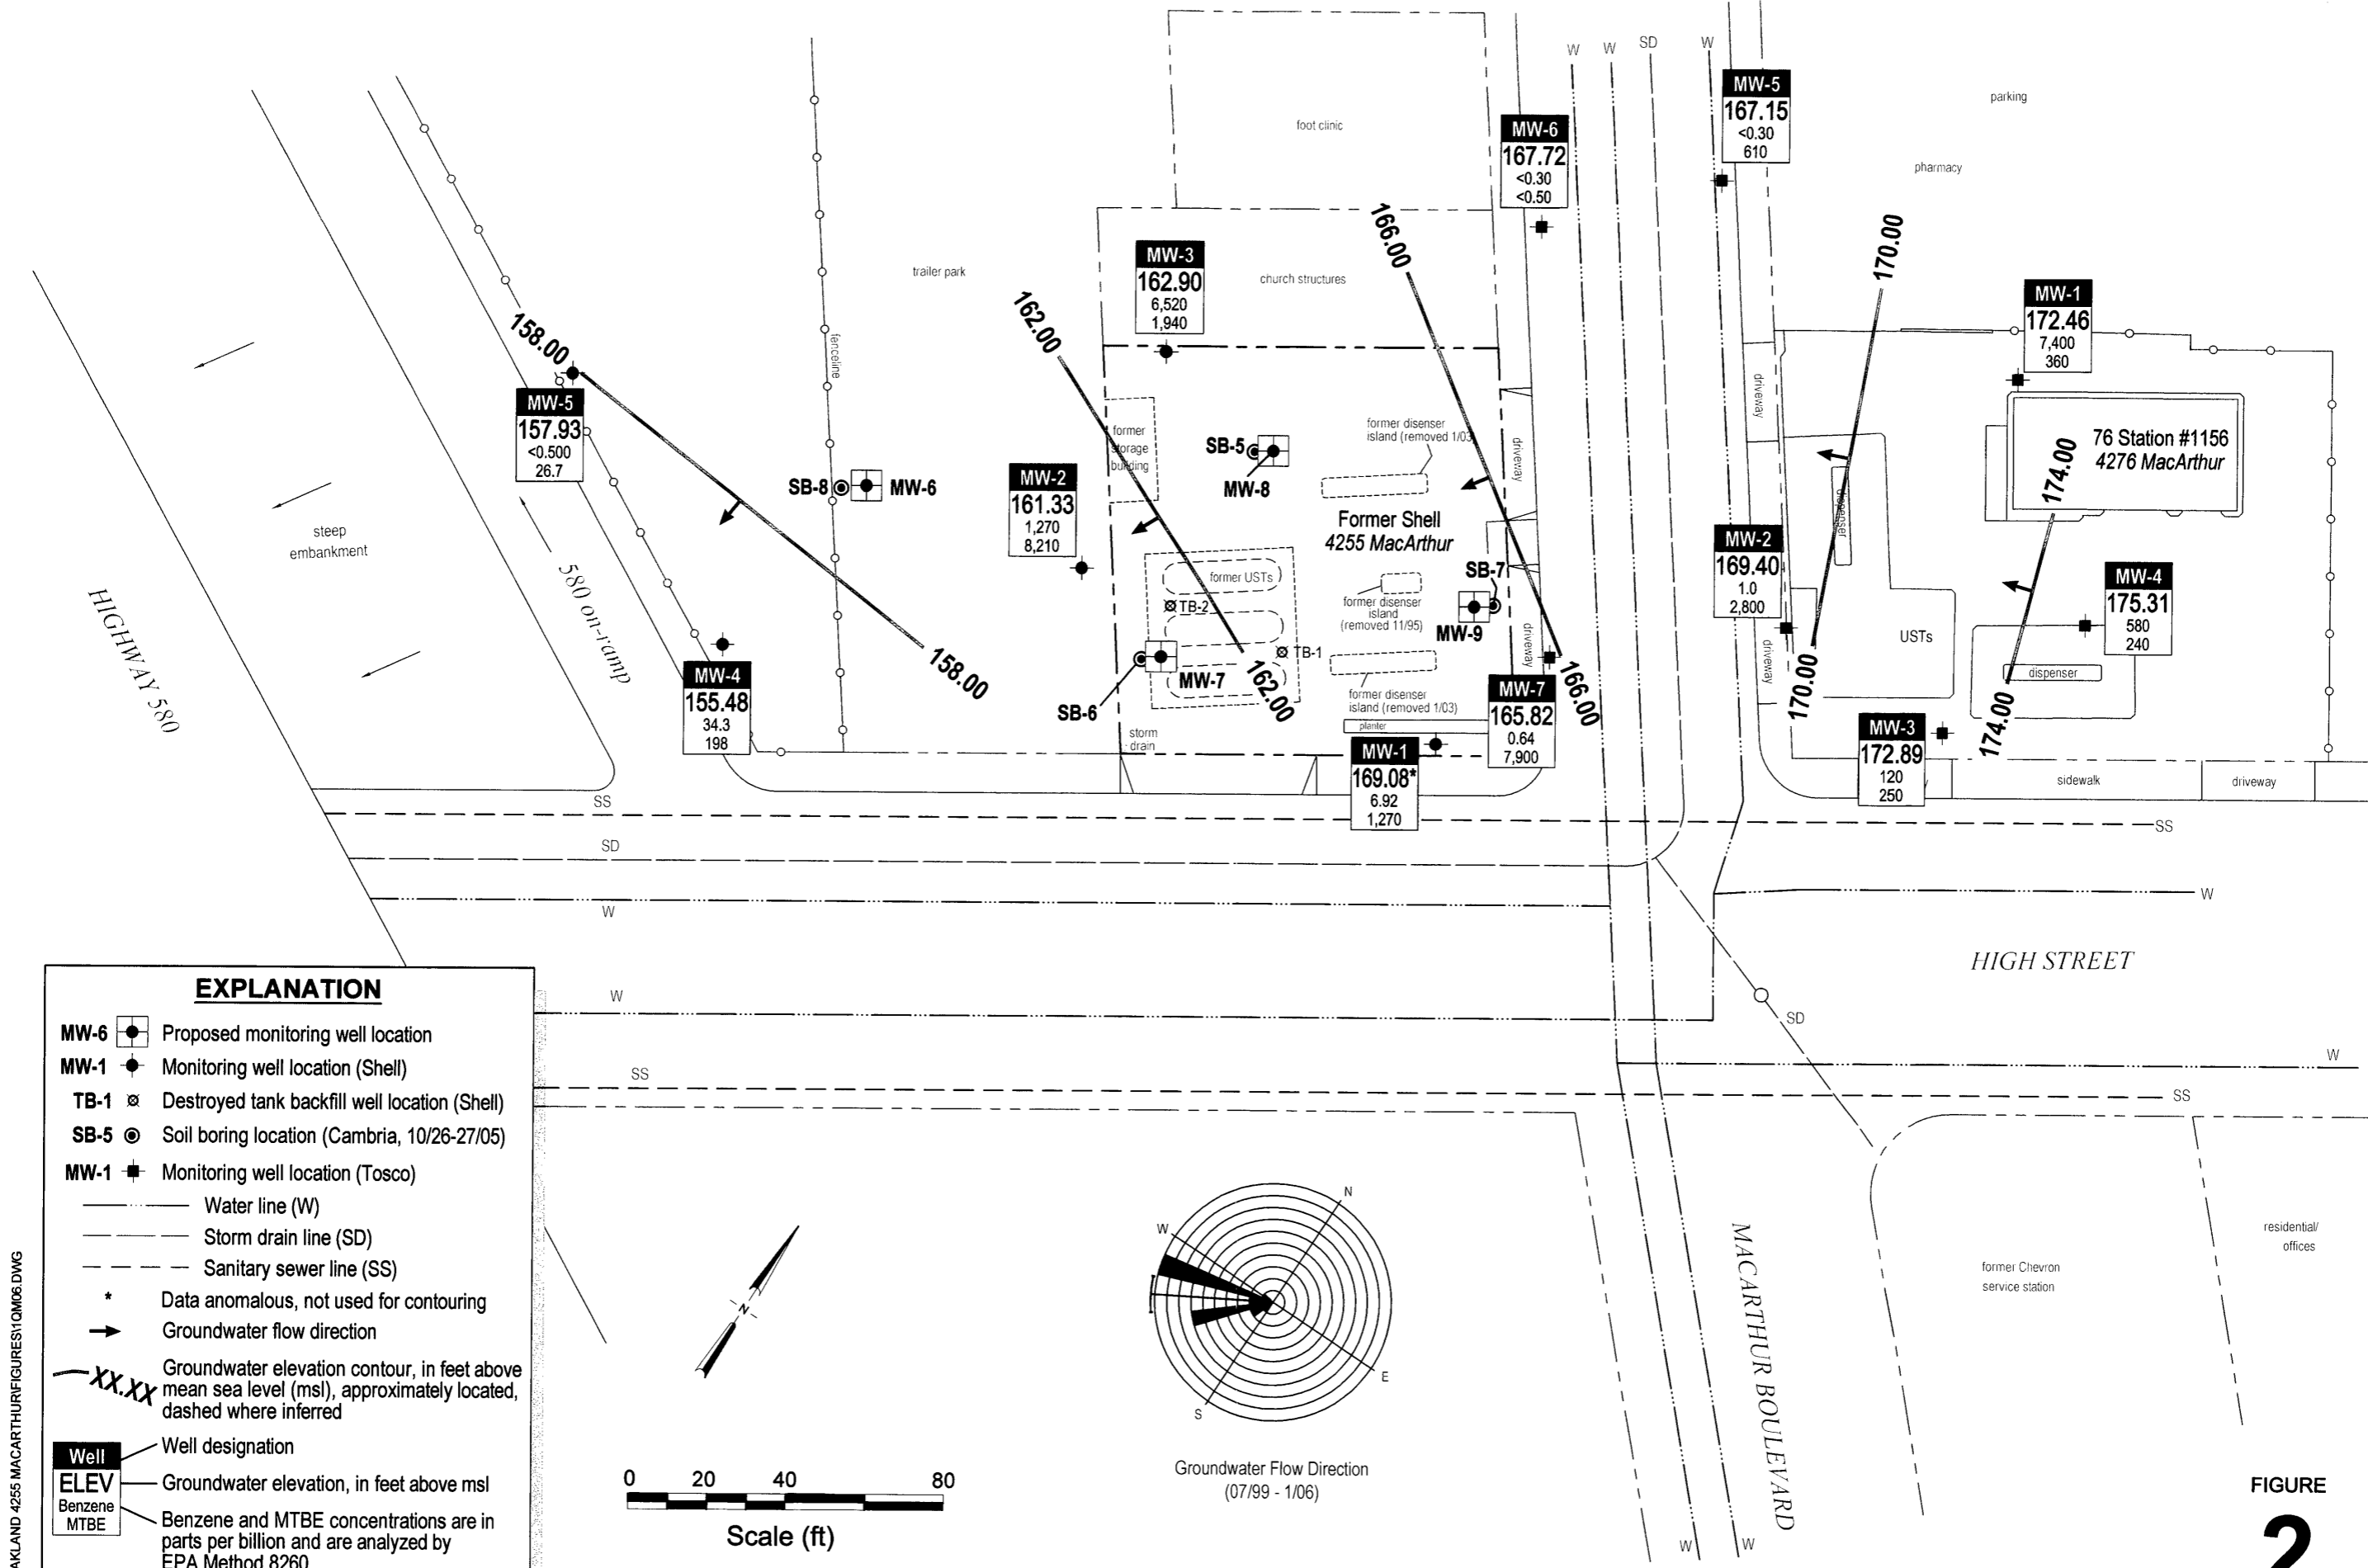 W
W
SD
W
MW-5
167.15
<0.30
610
parking
foot clinic
MW-6
167.72
<0.30
<0.50
pharmacy
166.00
170.00
MW-3
162.90
6,520
1,940
trailer park
church structures
162.00
158.00
fenceline
MW-1
172.46
7,400
360
MW-5
157.93
<0.500
26.7
former
storage
building
former disenser
island (removed 1/03)
driveway
driveway
76 Station #1156
4276 MacArthur
174.00
SB-5
MW-8
SB-8
MW-6
MW-2
161.33
1,270
8,210
dispenser
Former Shell
4255 MacArthur
steep
embankment
MW-2
169.40
1.0
2,800
HIGHWAY 580
580 on-ramp
former USTs
TB-2
SB-7
former disenser
island
(removed 11/95)
MW-9
driveway
driveway
USTs
MW-4
175.31
580
240
158.00
TB-1
MW-7
162.00
SB-6
former disenser
island (removed 1/03)
planter
166.00
170.00
dispenser
174.00
MW-4
155.48
34.3
198
storm
drain
MW-7
165.82
0.64
7,900
MW-1
169.08*
6.92
1,270
MW-3
172.89
120
250
sidewalk
driveway
SS
SS
SD
W
W
HIGH STREET
W
SD
W
SS
SS
EXPLANATION
MW-6 Proposed monitoring well location
MW-1 Monitoring well location (Shell)
TB-1 Destroyed tank backfill well location (Shell)
SB-5 Soil boring location (Cambria, 10/26-27/05)
MW-1 Monitoring well location (Tosco)
Water line (W)
Storm drain line (SD)
Sanitary sewer line (SS)
* Data anomalous, not used for contouring
Groundwater flow direction
XX.XX Groundwater elevation contour, in feet above
mean sea level (msl), approximately located,
dashed where inferred
Well
ELEV
Benzene
MTBE
Well designation
Groundwater elevation, in feet above msl
Benzene and MTBE concentrations are in
parts per billion and are analyzed by
EPA Method 8260
AKLAND 4255 MACARTHUR\FIGURES\1QM06.DWG
N
0 20 40 80
Scale (ft)
N
W
E
S
Groundwater Flow Direction
(07/99 - 1/06)
MACARTHUR BOULEVARD
W
W
former Chevron
service station
residential/
offices
FIGURE
2